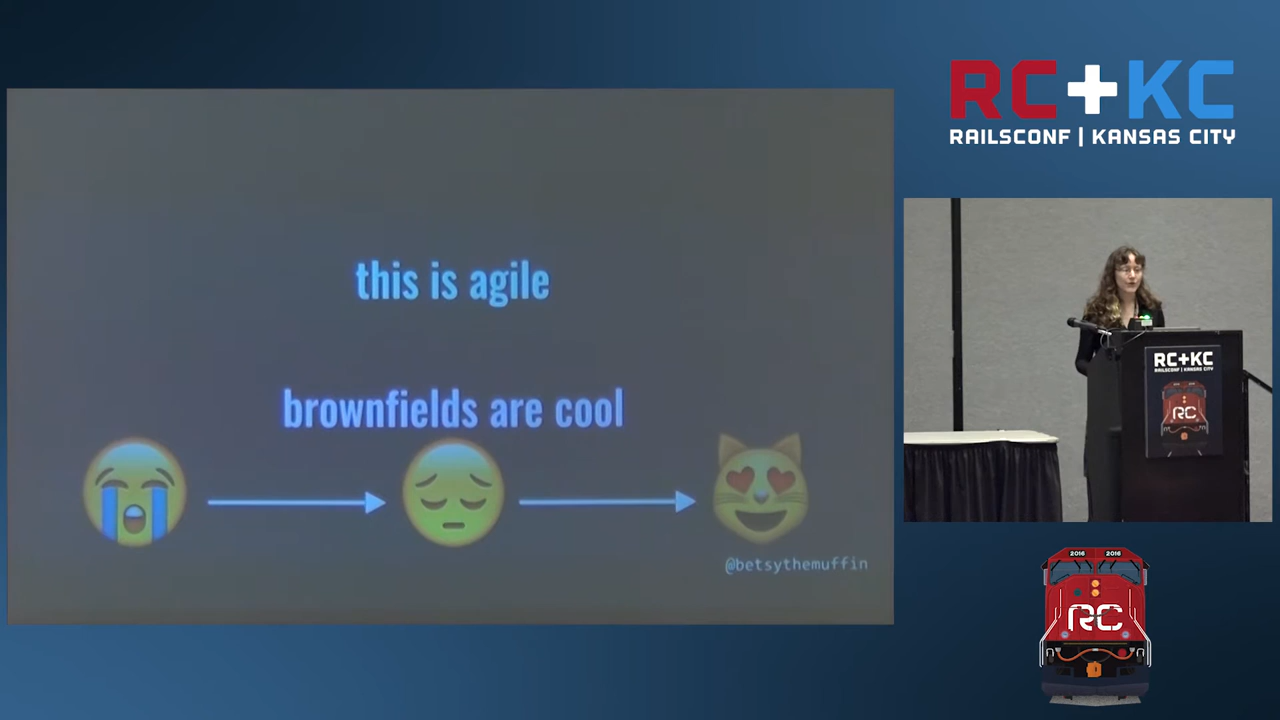 RC+KC
RAILSCONF | KANSAS CITY
this is agile
brownfields are cool
@betsythemuffin
RC+KC
RAILSCONF | KANSAS CITY
RC
2016 2016
RC